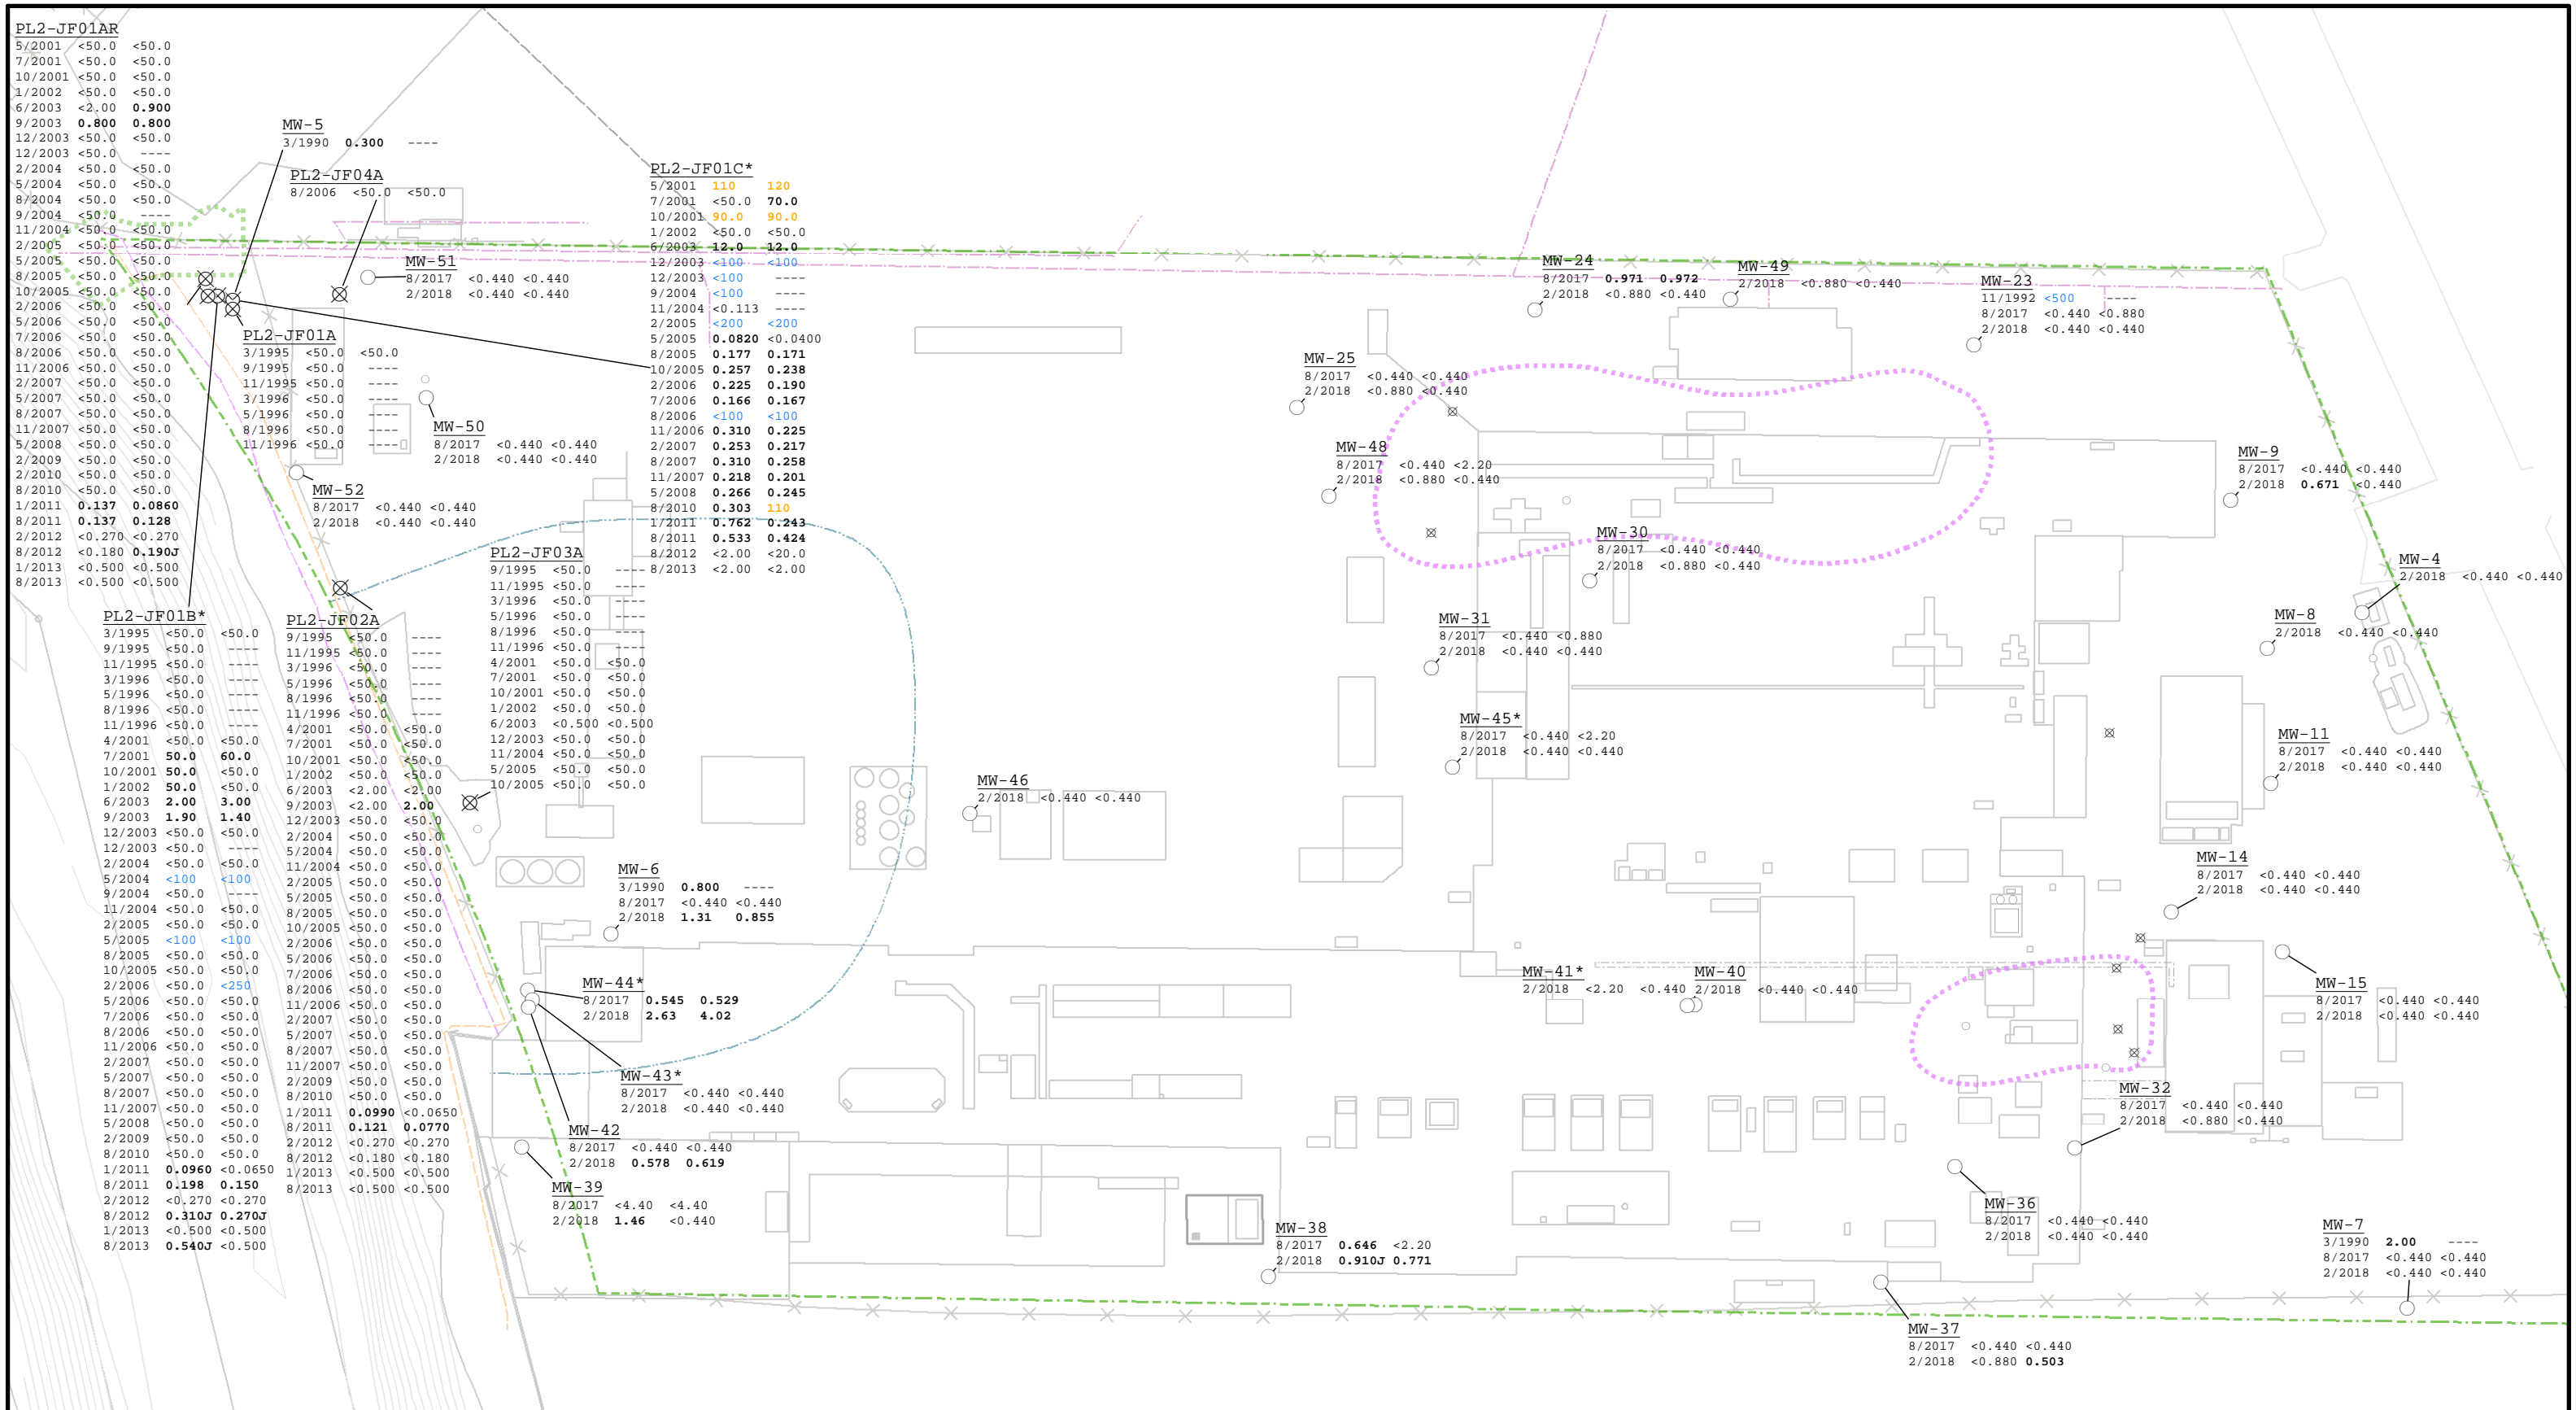 PL2-JF01AR
5/2001 <50.0 <50.0
7/2001 <50.0 <50.0
10/2001 <50.0 <50.0
1/2002 <50.0 <50.0
6/2003 <2.00 0.900
9/2003 0.800 0.800
12/2003 <50.0 <50.0
12/2003 <50.0 ----
2/2004 <50.0 <50.0
5/2004 <50.0 <50.0
8/2004 <50.0 <50.0
9/2004 <50.0 ----
11/2004 <50.0 <50.0
2/2005 <50.0 <50.0
5/2005 <50.0 <50.0
8/2005 <50.0 <50.0
10/2005 <50.0 <50.0
2/2006 <50.0 <50.0
5/2006 <50.0 <50.0
7/2006 <50.0 <50.0
8/2006 <50.0 <50.0
11/2006 <50.0 <50.0
2/2007 <50.0 <50.0
5/2007 <50.0 <50.0
8/2007 <50.0 <50.0
11/2007 <50.0 <50.0
5/2008 <50.0 <50.0
2/2009 <50.0 <50.0
2/2010 <50.0 <50.0
8/2010 <50.0 <50.0
1/2011 0.137 0.0860
8/2011 0.137 0.128
2/2012 <0.270 <0.270
8/2012 <0.180 0.190J
1/2013 <0.500 <0.500
8/2013 <0.500 <0.500
MW-5
3/1990 0.300 ----
PL2-JF04A
8/2006 <50.0 <50.0
MW-51
8/2017 <0.440 <0.440
2/2018 <0.440 <0.440
PL2-JF01A
3/1995 <50.0 <50.0
9/1995 <50.0 ----
11/1995 <50.0 ----
3/1996 <50.0 ----
5/1996 <50.0 ----
8/1996 <50.0 ----
11/1996 <50.0 ----
MW-50
8/2017 <0.440 <0.440
2/2018 <0.440 <0.440
MW-52
8/2017 <0.440 <0.440
2/2018 <0.440 <0.440
PL2-JF01C*
5/2001 110 120
7/2001 <50.0 70.0
10/2001 90.0 90.0
1/2002 <50.0 <50.0
6/2003 12.0 12.0
12/2003 <100 <100
12/2003 <100 ----
9/2004 <100 ----
11/2004 <0.113 ----
2/2005 <200 <200
5/2005 0.0820 <0.0400
8/2005 0.177 0.171
10/2005 0.257 0.238
2/2006 0.225 0.190
7/2006 0.166 0.167
8/2006 <100 <100
11/2006 0.310 0.225
2/2007 0.253 0.217
8/2007 0.310 0.258
11/2007 0.218 0.201
5/2008 0.266 0.245
8/2010 0.303 110
1/2011 0.762 0.243
8/2011 0.533 0.424
8/2012 <2.00 <20.0
8/2013 <2.00 <2.00
PL2-JF03A
9/1995 <50.0 ----
11/1995 <50.0 ----
3/1996 <50.0 ----
5/1996 <50.0 ----
8/1996 <50.0 ----
11/1996 <50.0 ----
4/2001 <50.0 <50.0
7/2001 <50.0 <50.0
10/2001 <50.0 <50.0
1/2002 <50.0 <50.0
6/2003 <0.500 <0.500
12/2003 <50.0 <50.0
11/2004 <50.0 <50.0
5/2005 <50.0 <50.0
10/2005 <50.0 <50.0
PL2-JF01B*
3/1995 <50.0 <50.0
9/1995 <50.0 ----
11/1995 <50.0 ----
3/1996 <50.0 ----
5/1996 <50.0 ----
8/1996 <50.0 ----
11/1996 <50.0 ----
4/2001 <50.0 <50.0
7/2001 50.0 60.0
10/2001 50.0 <50.0
1/2002 50.0 <50.0
6/2003 2.00 3.00
9/2003 1.90 1.40
12/2003 <50.0 <50.0
12/2003 <50.0 ----
2/2004 <50.0 <50.0
5/2004 <100 <100
9/2004 <50.0 ----
11/2004 <50.0 <50.0
2/2005 <50.0 <50.0
5/2005 <100 <100
8/2005 <50.0 <50.0
10/2005 <50.0 <50.0
2/2006 <50.0 <250
5/2006 <50.0 <50.0
7/2006 <50.0 <50.0
8/2006 <50.0 <50.0
11/2006 <50.0 <50.0
2/2007 <50.0 <50.0
5/2007 <50.0 <50.0
8/2007 <50.0 <50.0
11/2007 <50.0 <50.0
5/2008 <50.0 <50.0
2/2009 <50.0 <50.0
8/2010 <50.0 <50.0
1/2011 0.0960 <0.0650
8/2011 0.198 0.150
2/2012 <0.270 <0.270
8/2012 0.310J 0.270J
1/2013 <0.500 <0.500
8/2013 0.540J <0.500
PL2-JF02A
9/1995 <50.0 ----
11/1995 <50.0 ----
3/1996 <50.0 ----
5/1996 <50.0 ----
8/1996 <50.0 ----
11/1996 <50.0 ----
4/2001 <50.0 <50.0
7/2001 <50.0 <50.0
10/2001 <50.0 <50.0
1/2002 <50.0 <50.0
6/2003 <2.00 <2.00
9/2003 <2.00 2.00
12/2003 <50.0 <50.0
2/2004 <50.0 <50.0
5/2004 <50.0 <50.0
11/2004 <50.0 <50.0
2/2005 <50.0 <50.0
5/2005 <50.0 <50.0
8/2005 <50.0 <50.0
10/2005 <50.0 <50.0
2/2006 <50.0 <50.0
5/2006 <50.0 <50.0
7/2006 <50.0 <50.0
8/2006 <50.0 <50.0
11/2006 <50.0 <50.0
2/2007 <50.0 <50.0
5/2007 <50.0 <50.0
8/2007 <50.0 <50.0
11/2007 <50.0 <50.0
2/2009 <50.0 <50.0
8/2010 <50.0 <50.0
1/2011 0.0990 <0.0650
8/2011 0.121 0.0770
2/2012 <0.270 <0.270
8/2012 <0.180 <0.180
1/2013 <0.500 <0.500
8/2013 <0.500 <0.500
MW-6
3/1990 0.800 ----
8/2017 <0.440 <0.440
2/2018 1.31 0.855
MW-44*
8/2017 0.545 0.529
2/2018 2.63 4.02
MW-43*
8/2017 <0.440 <0.440
2/2018 <0.440 <0.440
MW-42
8/2017 <0.440 <0.440
2/2018 0.578 0.619
MW-39
8/2017 <4.40 <4.40
2/2018 1.46 <0.440
MW-46
2/2018 <0.440 <0.440
MW-24
8/2017 0.971 0.972
2/2018 <0.880 <0.440
MW-49
2/2018 <0.880 <0.440
MW-23
11/1992 <500 ----
8/2017 <0.440 <0.880
2/2018 <0.440 <0.440
MW-25
8/2017 <0.440 <0.440
2/2018 <0.880 <0.440
MW-48
8/2017 <0.440 <2.20
2/2018 <0.880 <0.440
MW-9
8/2017 <0.440 <0.440
2/2018 0.671 <0.440
MW-30
8/2017 <0.440 <0.440
2/2018 <0.880 <0.440
MW-4
2/2018 <0.440 <0.440
MW-8
2/2018 <0.440 <0.440
MW-31
8/2017 <0.440 <0.880
2/2018 <0.440 <0.440
MW-45*
8/2017 <0.440 <2.20
2/2018 <0.440 <0.440
MW-11
8/2017 <0.440 <0.440
2/2018 <0.440 <0.440
MW-14
8/2017 <0.440 <0.440
2/2018 <0.440 <0.440
MW-41*
2/2018 <2.20 <0.440
MW-40
2/2018 <0.440 <0.440
MW-15
8/2017 <0.440 <0.440
2/2018 <0.440 <0.440
MW-32
8/2017 <0.440 <0.440
2/2018 <0.880 <0.440
MW-36
8/2017 <0.440 <0.440
2/2018 <0.440 <0.440
MW-38
8/2017 0.646 <2.20
2/2018 0.910J 0.771
MW-7
3/1990 2.00 ----
8/2017 <0.440 <0.440
2/2018 <0.440 <0.440
MW-37
8/2017 <0.440 <0.440
2/2018 <0.880 0.503